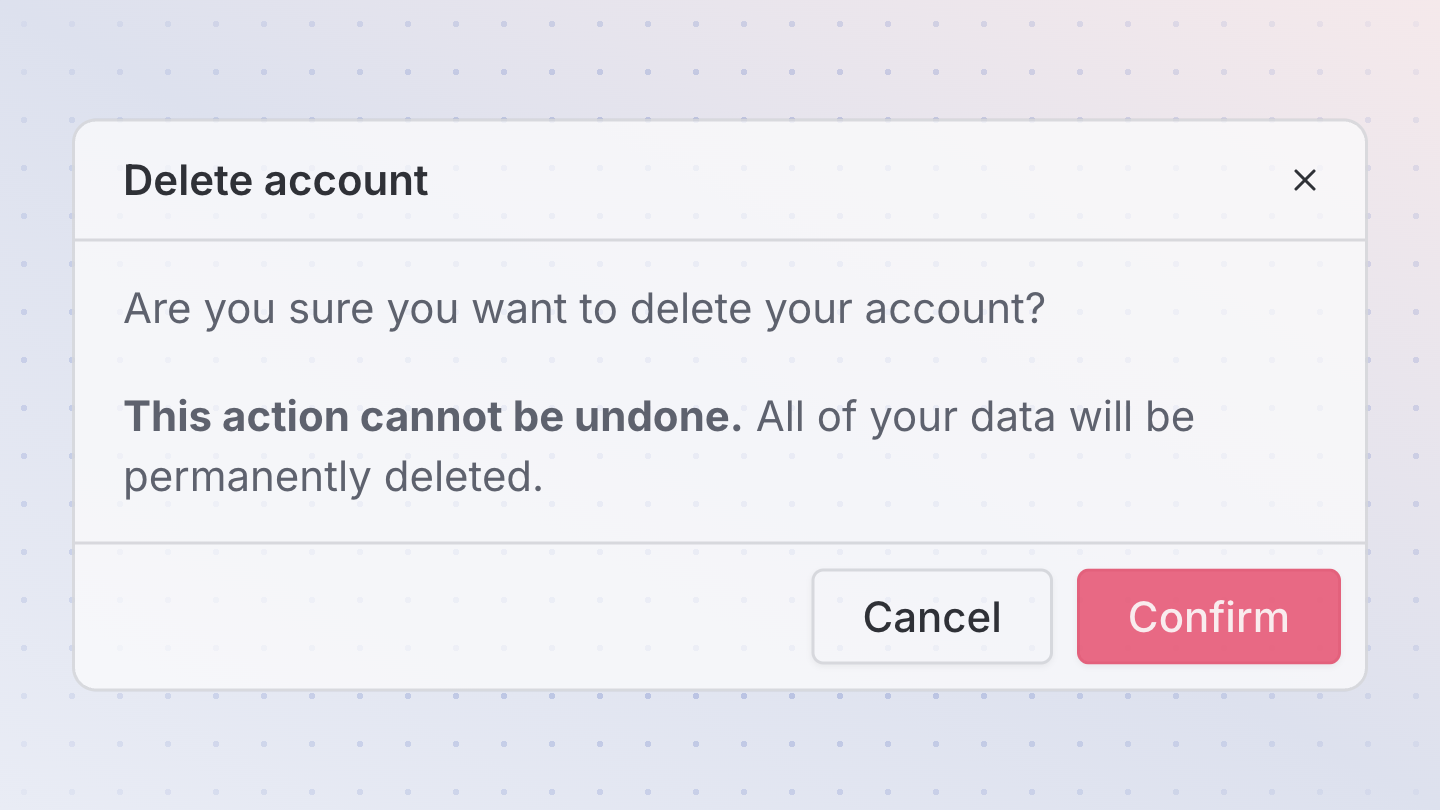 Delete account
Are you sure you want to delete your account?
This action cannot be undone. All of your data will be
permanently deleted.
Cancel Confirm